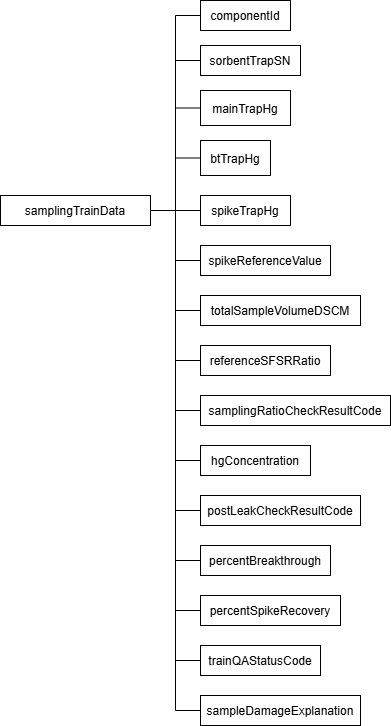 componentId
sorbentTrapSN
mainTrapHg
btTrapHg
samplingTrainData
spikeTrapHg
spikeReferenceValue
totalSampleVolumeDSCM
referenceSFSRRatio
samplingRatioCheckResultCode
hgConcentration
postLeakCheckResultCode
percentBreakthrough
percentSpikeRecovery
trainQAStatusCode
sampleDamageExplanation